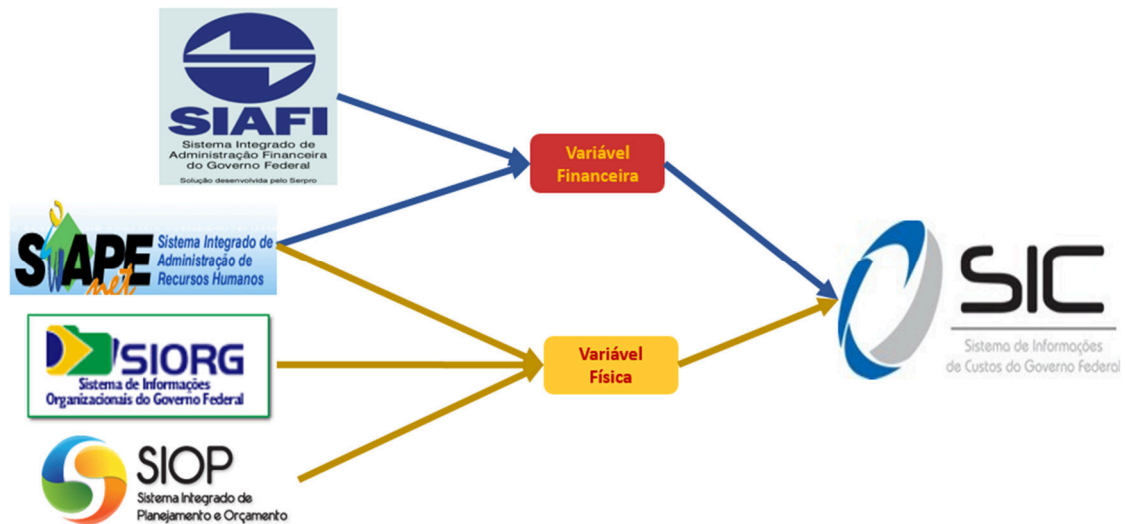 SIAFI
Sistema Integrado de
Administração Financeira
do Governo Federal
Solução desenvolvida pelo Serpro
Variável
Financeira
SIAPE
net
Sistema Integrado de
Administração de
Recursos Humanos
SIC
Sistema de Informações
de Custos do Governo Federal
SIORG
Sistema de Informações
Organizacionais do Governo Federal
Variável
Física
SIOP
Sistema Integrado de
Planejamento e Orçamento